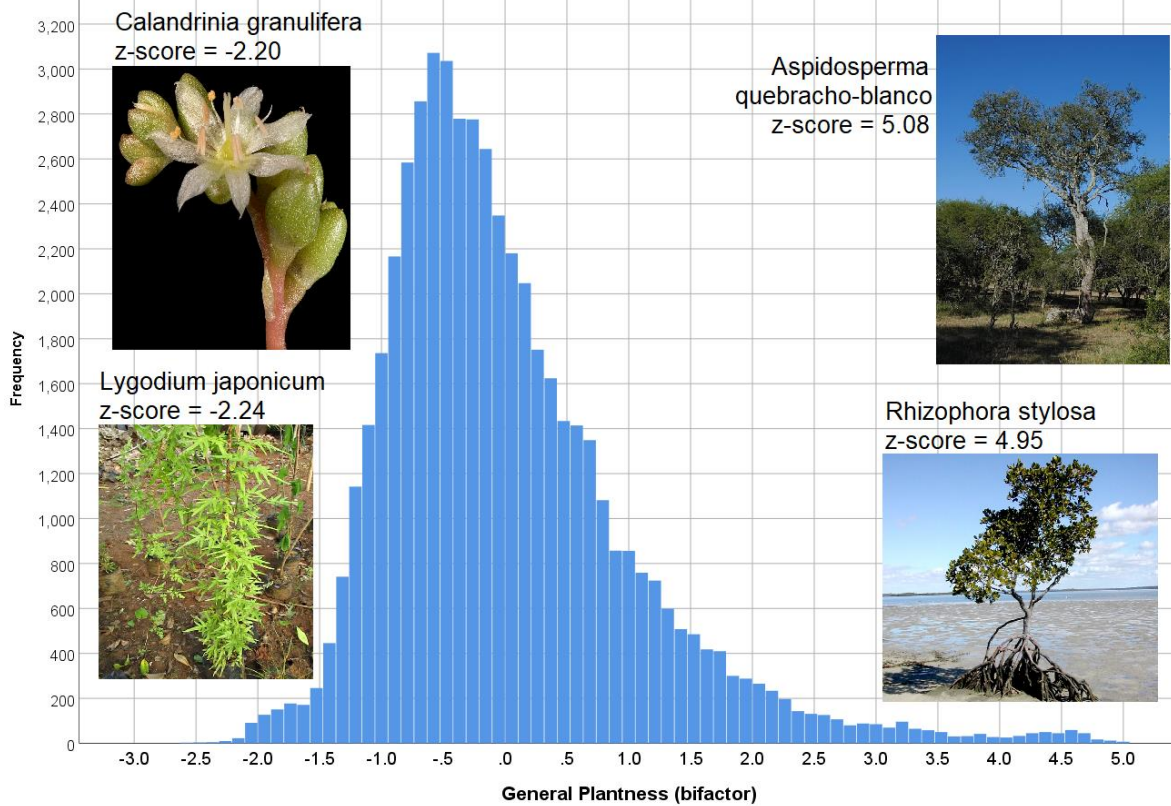 Calandrinia granulifera
z-score = -2.20
Aspidosperma
quebracho-blanco
z-score = 5.08
Lygodium japonicum
z-score = -2.24
Rhizophora stylosa
z-score = 4.95
Frequency
3,200
3,000
2,800
2,600
2,400
2,200
2,000
1,800
1,600
1,400
1,200
1,000
800
600
400
200
0
-3.0 -2.5 -2.0 -1.5 -1.0 -.5 .0 .5 1.0 1.5 2.0 2.5 3.0 3.5 4.0 4.5 5.0
General Plantness (bifactor)